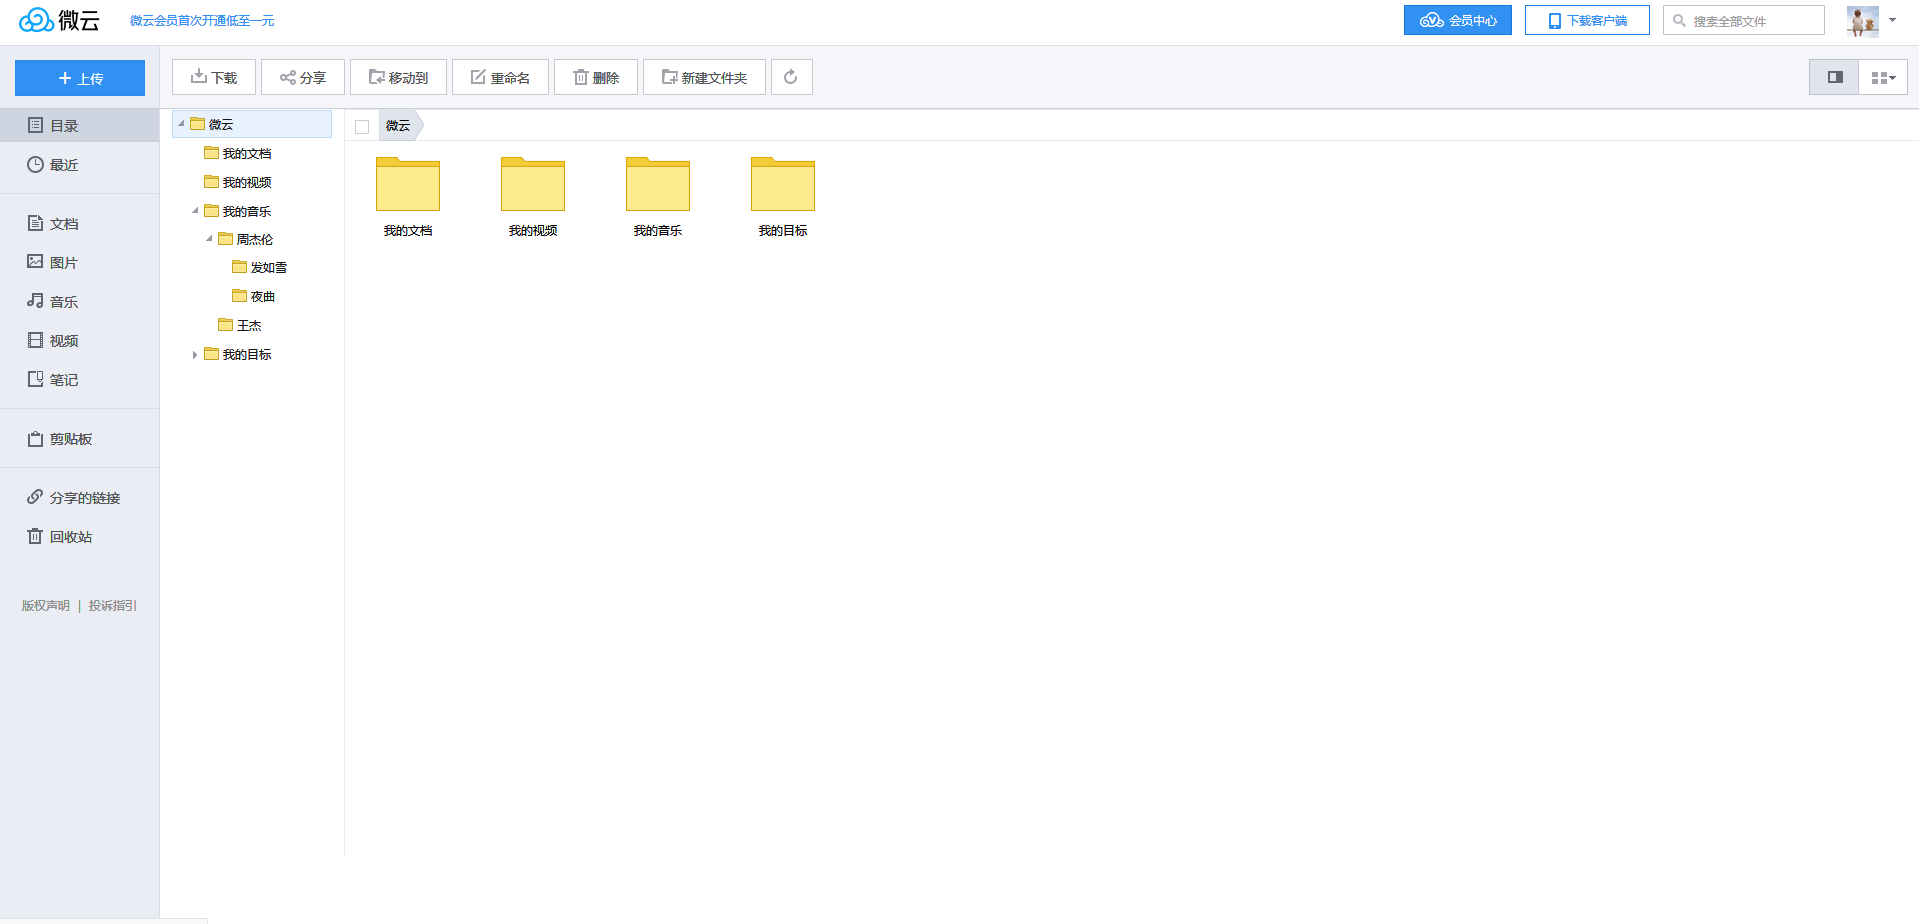 微云
微云会员首次开通低至一元
会员中心
下载客户端
搜索全部文件
上传
下载
分享
移动到
重命名
删除
新建文件夹
目录
最近
文档
图片
音乐
视频
笔记
剪贴板
分享的链接
回收站
版权声明 | 投诉指引
微云
我的文档
我的视频
我的音乐
周杰伦
发如雪
夜曲
王杰
我的目标
微云
我的文档
我的视频
我的音乐
我的目标